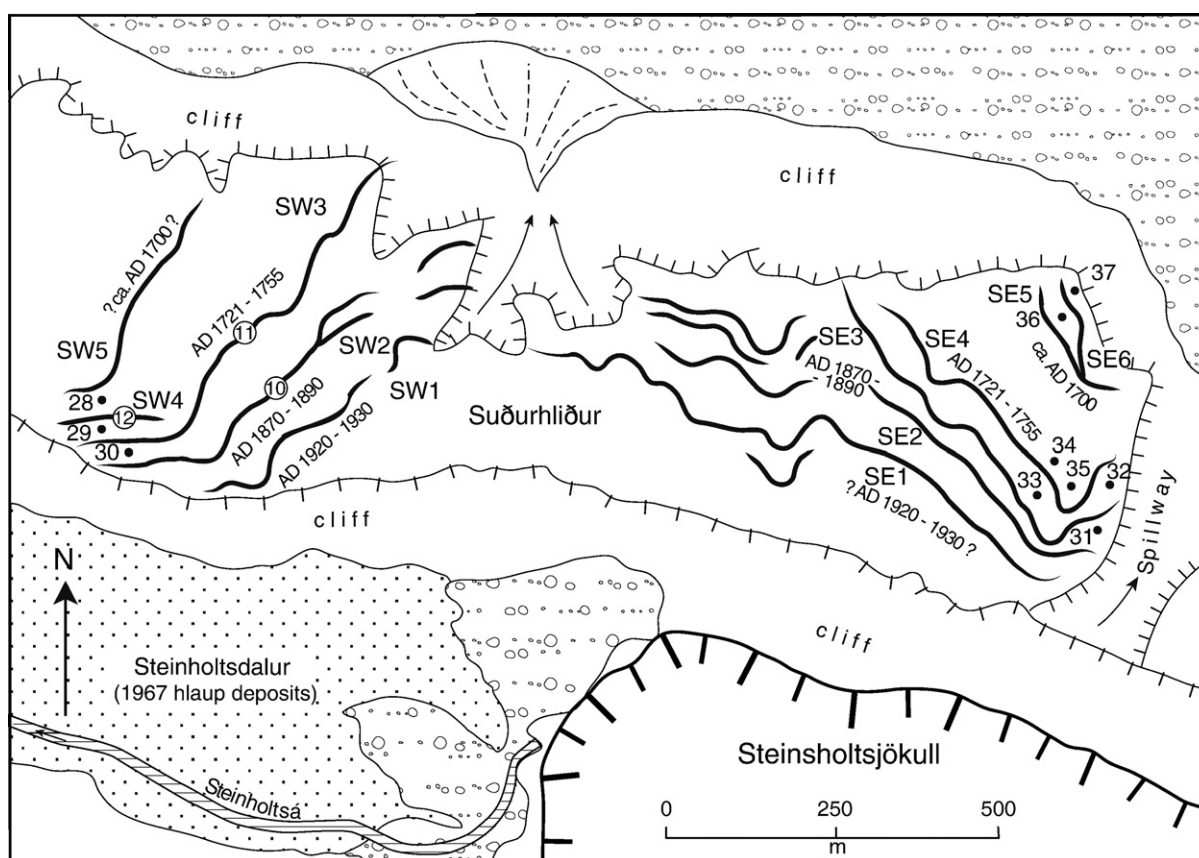 cliff
cliff
SW3
?ca. AD 1700 ?
AD 1721 - 1755
11
SW5
28
12
SW4
29
30
10
SW2
AD 1870 - 1890
SW1
AD 1920 - 1930
Suðurhliður
SE3
AD 1870-
- 1890
SE4
AD 1721 - 1755
SE5
37
36
SE6
ca. AD 1700
SE2
SE1
? AD 1920 - 1930 ?
34
35
32
33
31
Spillway
cliff
cliff
N
Steinholtsdalur
(1967 hlaup deposits)
Steinholtsá
Steinsholtsjökull
0 250 500
m